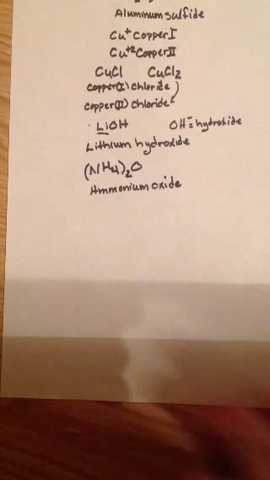 Aluminum sulfide
Cu⁺ Copper I
Cu⁺² Copper II
CuCl CuCl₂
Copper(I) chloride
Copper(II) chloride
LiOH OH⁻ = hydroxide
Lithium hydroxide
(NH₄)₂O
Ammonium oxide